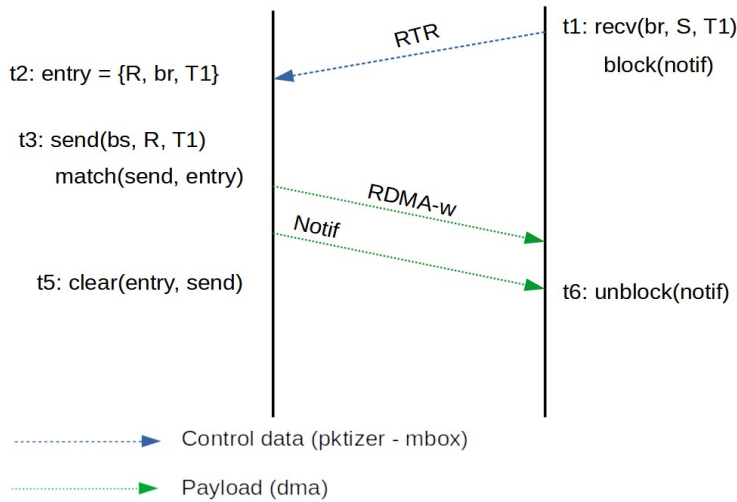 t1: recv(br, S, T1)
RTR
block(notif)
t2: entry = {R, br, T1}
t3: send(bs, R, T1)
match(send, entry)
RDMA-w
Notif
t5: clear(entry, send)
t6: unblock(notif)
Control data (pktizer - mbox)
Payload (dma)